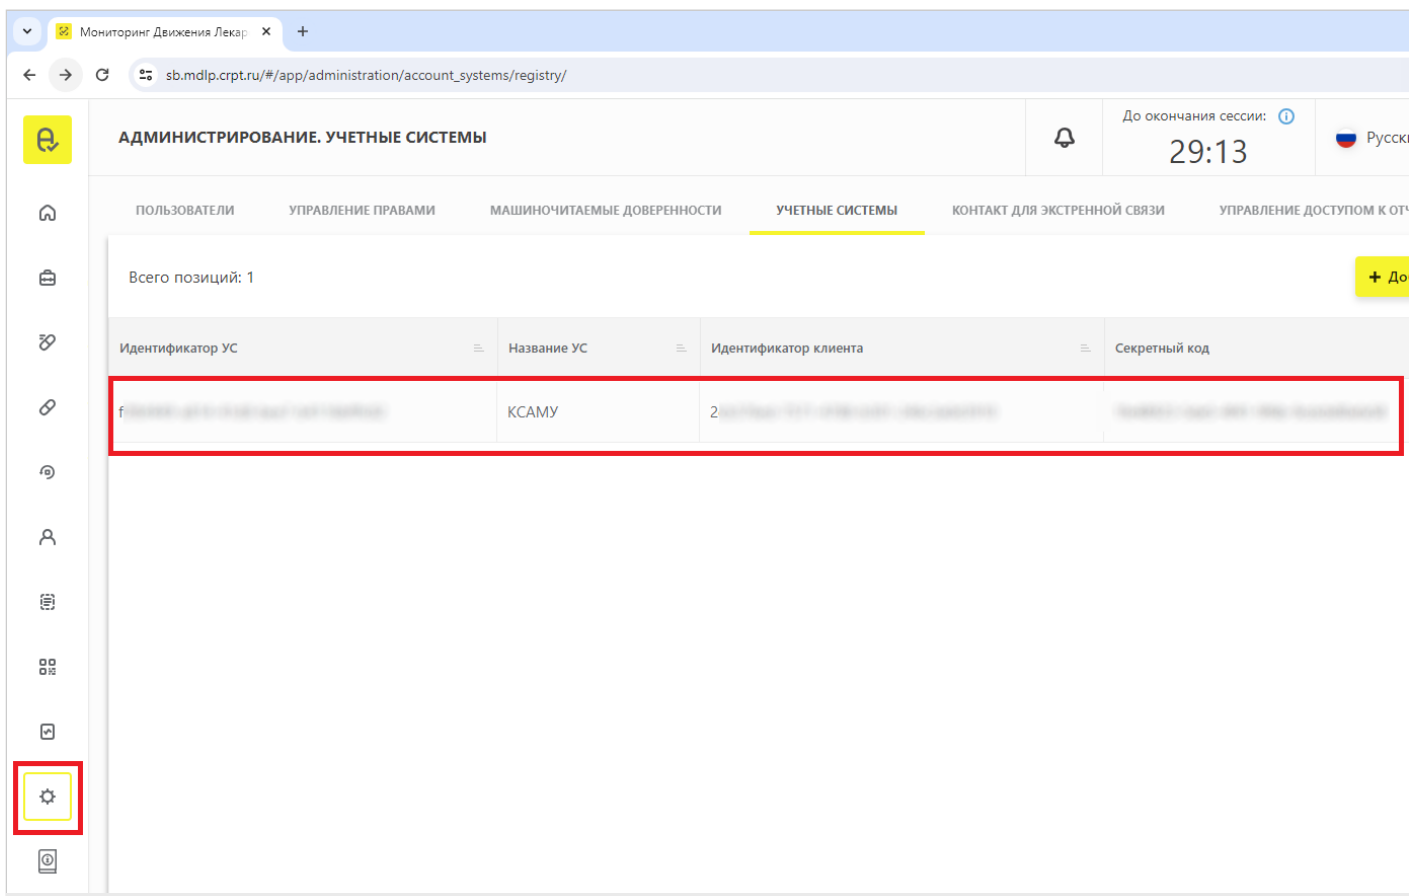 Мониторинг Движения Лекар
sb.mdlp.crpt.ru/#/app/administration/account_systems/registry/
АДМИНИСТРИРОВАНИЕ. УЧЕТНЫЕ СИСТЕМЫ
До окончания сессии:
29:13
Русск
ПОЛЬЗОВАТЕЛИ УПРАВЛЕНИЕ ПРАВАМИ МАШИНОЧИТАЕМЫЕ ДОВЕРЕННОСТИ УЧЕТНЫЕ СИСТЕМЫ КОНТАКТ ДЛЯ ЭКСТРЕННОЙ СВЯЗИ УПРАВЛЕНИЕ ДОСТУПОМ К ОТЧ
Всего позиций: 1
+ До
Идентификатор УС Название УС Идентификатор клиента Секретный код
f КСАМУ 2